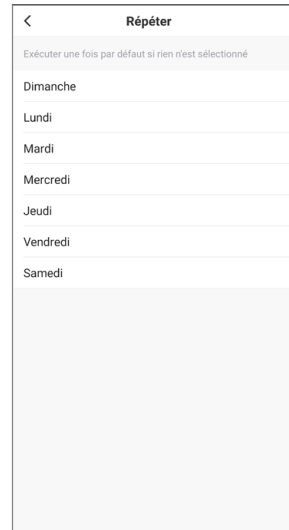 Répéter
Exécuter une fois par défaut si rien n'est sélectionné
Dimanche
Lundi
Mardi
Mercredi
Jeudi
Vendredi
Samedi